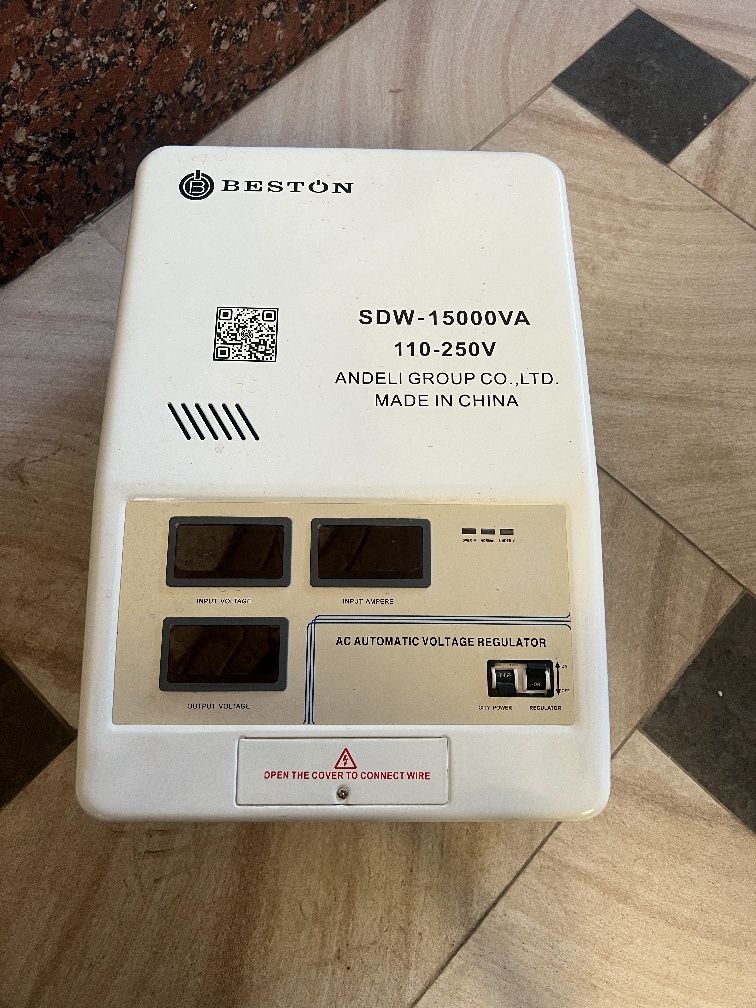 BESTON
SDW-15000VA
110-250V
ANDELI GROUP CO.,LTD.
MADE IN CHINA
INPUT VOLTAGE
INPUT AMPERE
AC AUTOMATIC VOLTAGE REGULATOR
OUTPUT VOLTAGE
CITY POWER
REGULATOR
OPEN THE COVER TO CONNECT WIRE